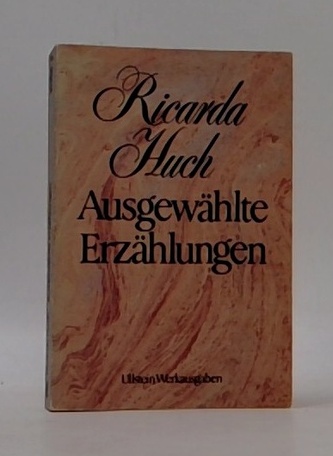 Ricarda
Huch
Ausgewählte
Erzählungen
Ullstein Werkausgaben